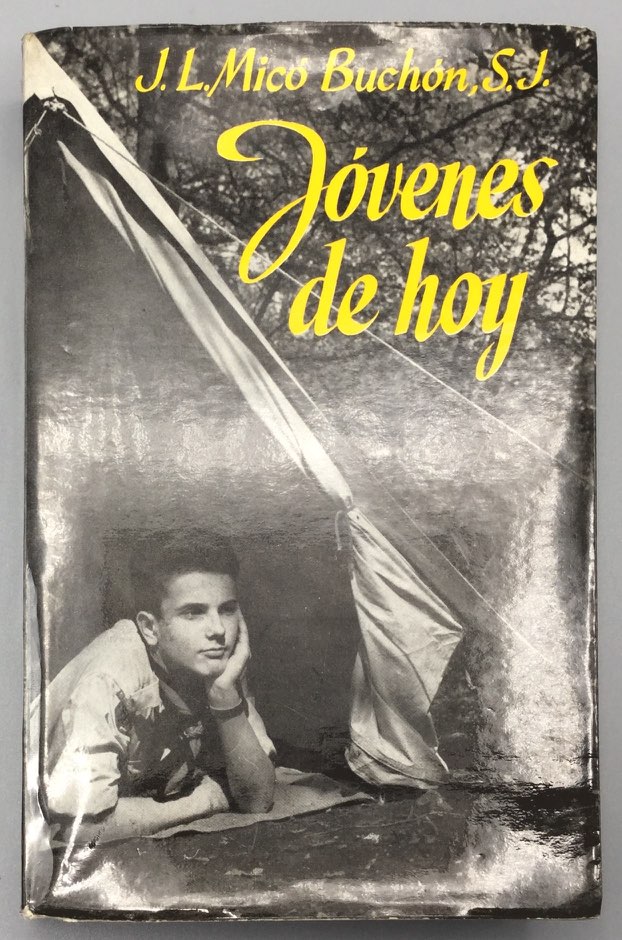 J. L. Micó Buchón, S. J.
Jóvenes
de hoy